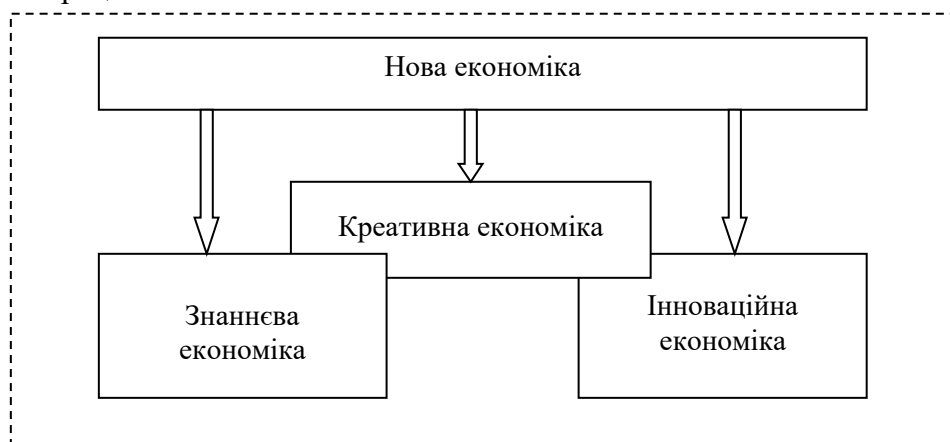 Нова економіка
Креативна економіка
Знаннєва
економіка
Інноваційна
економіка